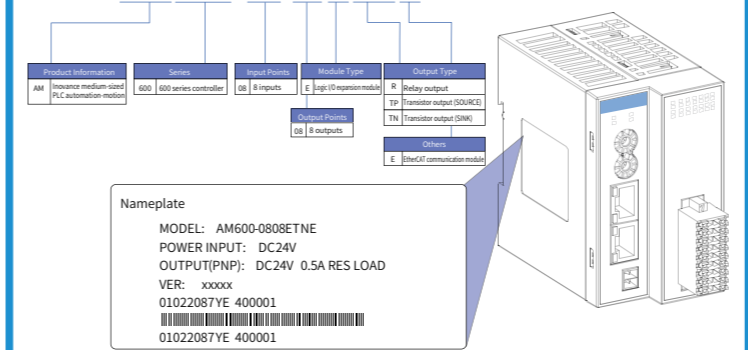 Product Information
AM Inovance medium-sized
PLC automation-motion
Series
600 600 series controller
Input Points
08 8 inputs
Module Type
E Logic I/O expansion module
Output Points
08 8 outputs
Output Type
R Relay output
TP Transistor output (SOURCE)
TN Transistor output (SINK)
Others
E EtherCAT communication module
Nameplate
MODEL: AM600-0808ETNE
POWER INPUT: DC24V
OUTPUT(PNP): DC24V 0.5A RES LOAD
VER: xxxxx
01022087YE 400001
01022087YE 400001